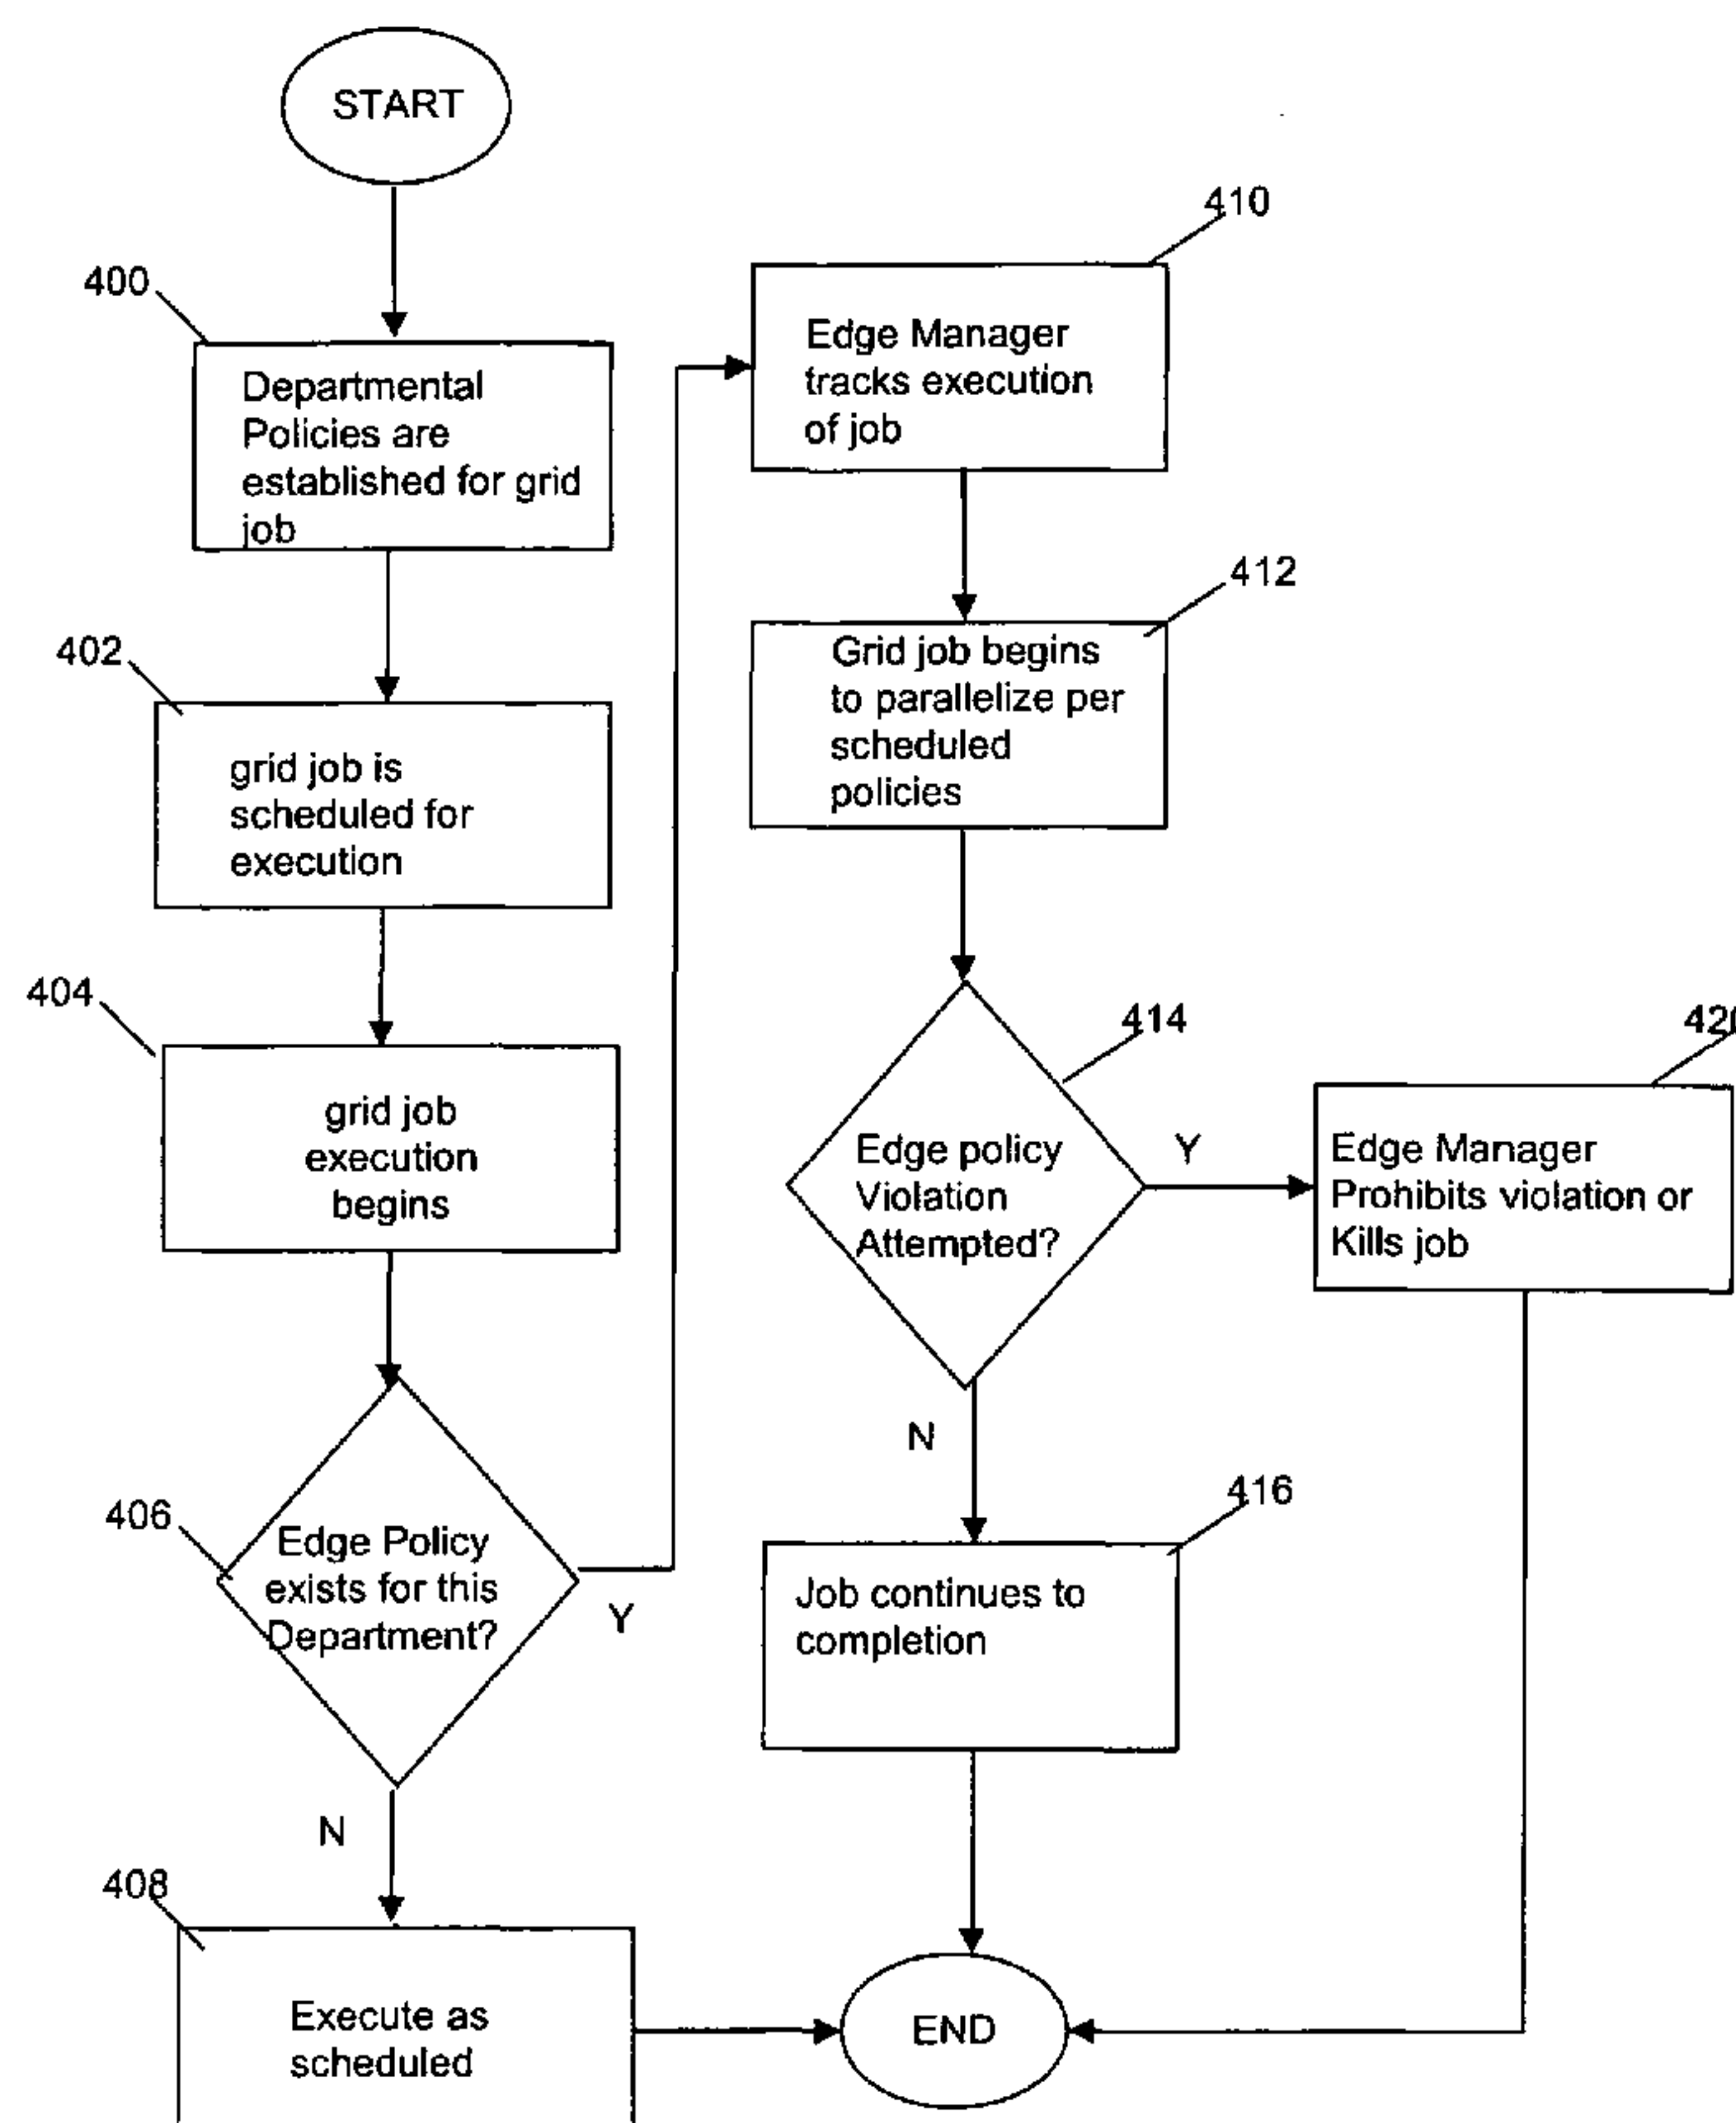 START
400
Departmental
Policies are
established for grid
job
402
grid job is
scheduled for
execution
404
grid job
execution
begins
406
Edge Policy
exists for this
Department?
Y
N
408
Execute as
scheduled
410
Edge Manager
tracks execution
of job
412
Grid job begins
to parallelize per
scheduled
policies
414
Edge policy
Violation
Attempted?
Y
N
420
Edge Manager
Prohibits violation or
Kills job
416
Job continues to
completion
END